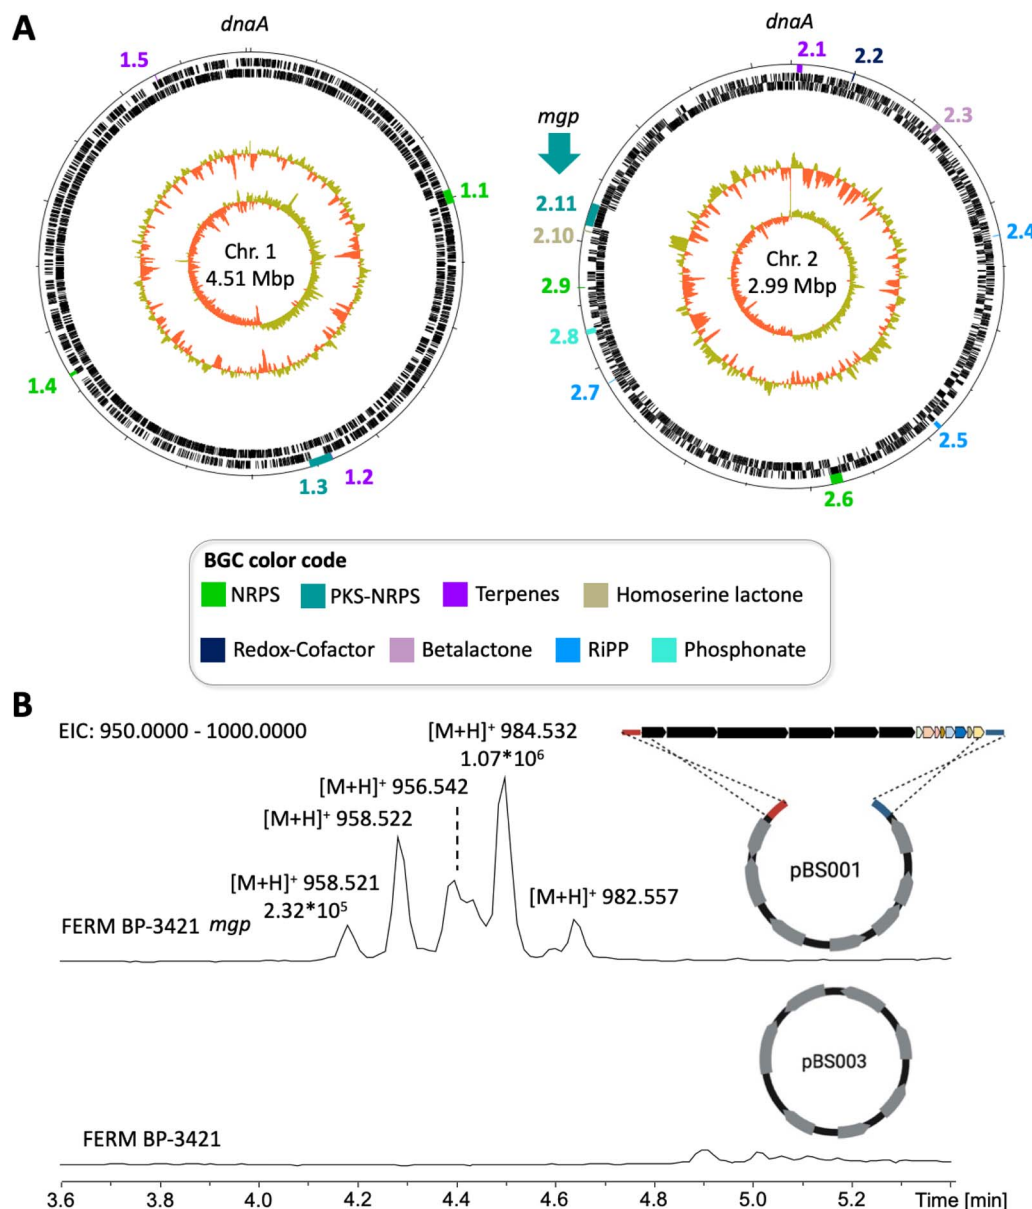 A
dnaA
1.5
1.1
Chr. 1
4.51 Mbp
1.4
1.3
1.2
dnaA
2.1
2.2
mgp
2.3
2.11
2.10
2.4
Chr. 2
2.99 Mbp
2.9
2.8
2.7
2.5
2.6
BGC color code
NRPS PKS-NRPS Terpenes Homoserine lactone
Redox-Cofactor Betalactone RiPP Phosphonate
B
EIC: 950.0000 - 1000.0000
[M+H]+ 984.532
1.07*10⁶
[M+H]+ 956.542
[M+H]+ 958.522
[M+H]+ 958.521
2.32*10⁵
[M+H]+ 982.557
FERM BP-3421 mgp
pBS001
pBS003
FERM BP-3421
3.6 3.8 4.0 4.2 4.4 4.6 4.8 5.0 5.2 Time [min]